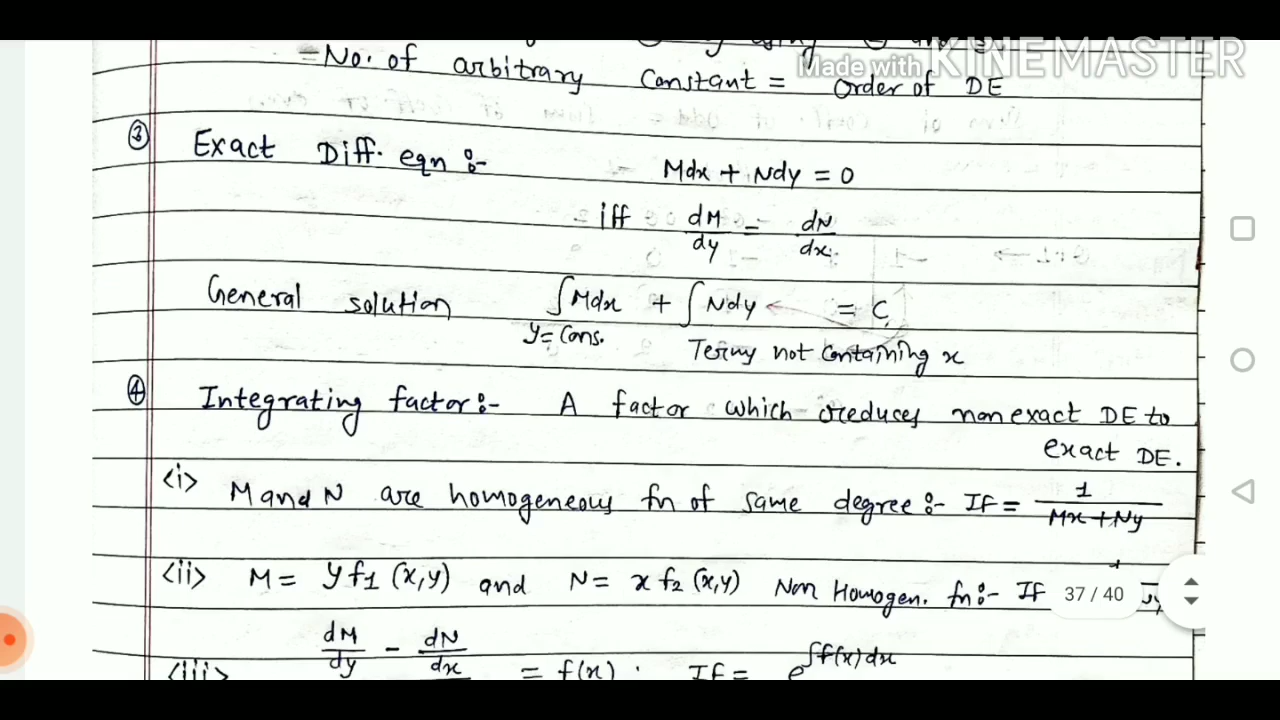 Made with KINEMASTER
=No. of arbitrary Constant = Order of DE
③ Exact Diff. eqn :- Mdx + Ndy = 0
iff dM/dy = dN/dx
General solution ∫Mdx + ∫Ndy = C
y = Cons. Terms not containing x
④ Integrating factor:- A factor which reduces non exact DE to
exact DE.
<i> M and N are homogeneous fn of same degree :- IF = 1/(Mx + Ny)
<ii> M = y f1 (x,y) and N = x f2 (x,y) Non Homogen. fn:- IF
37 / 40
<iii> dM/dy - dN/dx = f(x) : If = e^∫f(x)dx